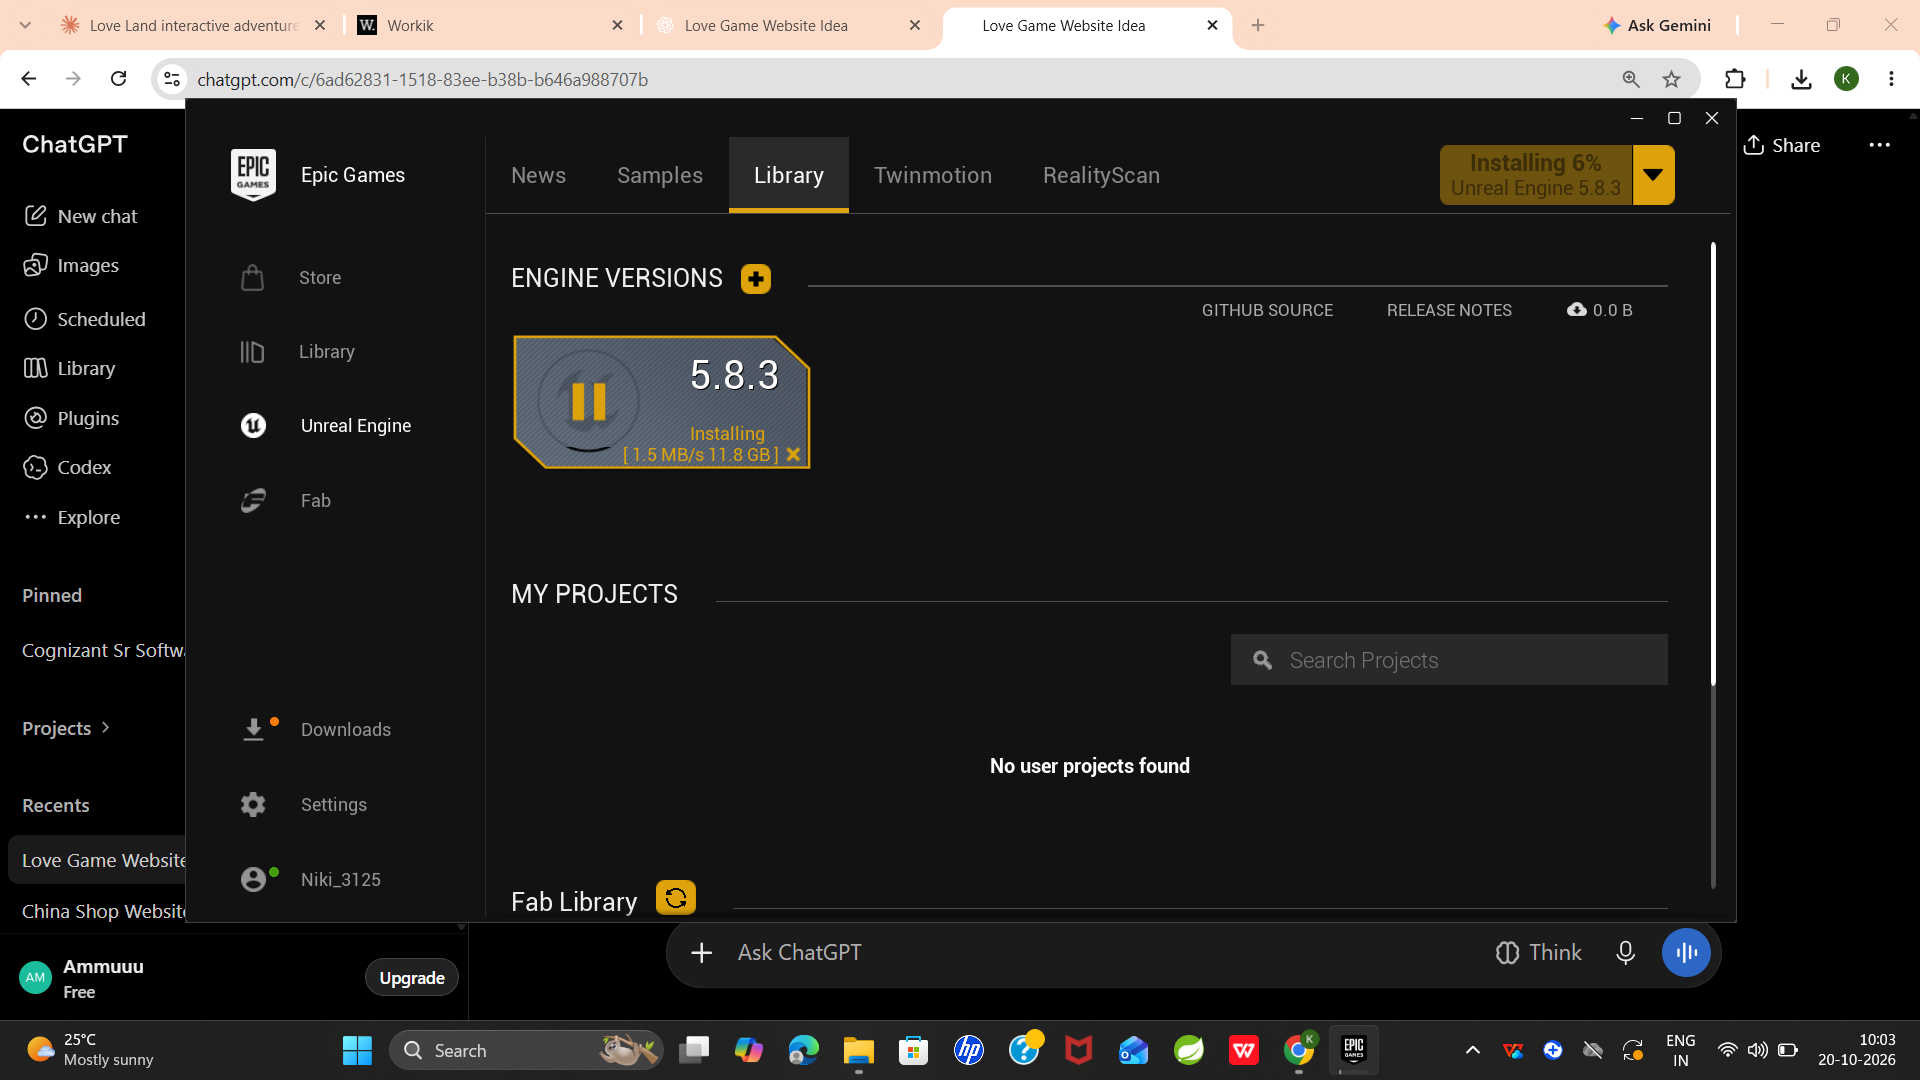 Love Land interactive adventure
Workik
Love Game Website Idea
Love Game Website Idea
Ask Gemini
chatgpt.com/c/6ad62831-1518-83ee-b38b-b646a988707b
K
ChatGPT
Share
New chat
Images
Scheduled
Library
Plugins
Codex
Explore
Pinned
Cognizant Sr Softwa
Projects
Recents
Love Game Website
China Shop Website
AM
Ammuuu
Free
Upgrade
EPIC
GAMES
Epic Games
Store
Library
Unreal Engine
Fab
Downloads
Settings
Niki_3125
News
Samples
Library
Twinmotion
RealityScan
Installing 6%
Unreal Engine 5.8.3
ENGINE VERSIONS
GITHUB SOURCE
RELEASE NOTES
0.0 B
5.8.3
Installing
[ 1.5 MB/s 11.8 GB ]
MY PROJECTS
Search Projects
No user projects found
Fab Library
Ask ChatGPT
Think
25°C
Mostly sunny
Search
hp
K
EPIC
GAMES
ENG
IN
10:03
20-10-2026